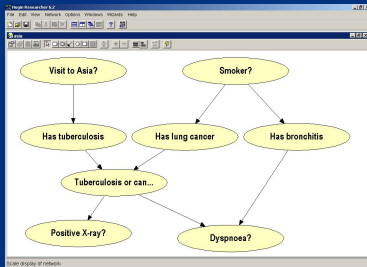 Hugin Researcher 6.2
File Edit View Network Options Windows Wizards Help
asia
Visit to Asia?
Smoker?
Has tuberculosis
Has lung cancer
Has bronchitis
Tuberculosis or can...
Positive X-ray?
Dyspnoea?
Scale display of network